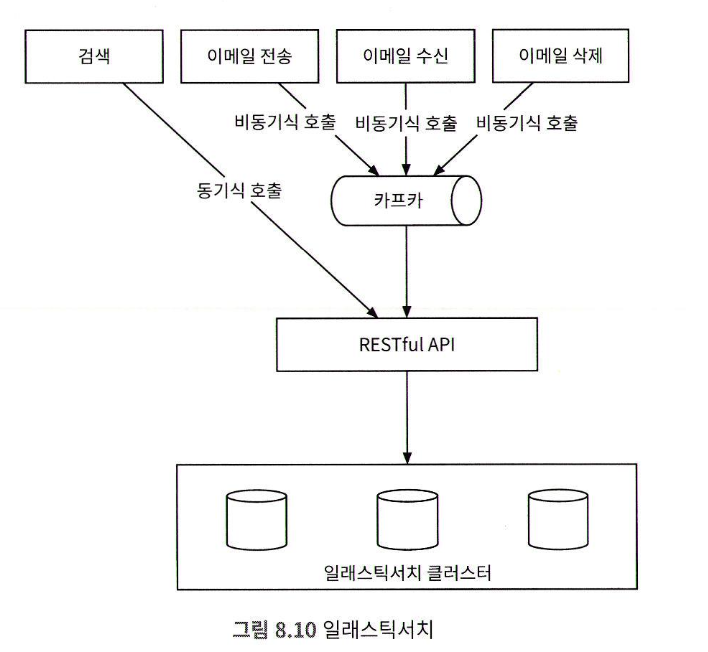 검색
이메일 전송
이메일 수신
이메일 삭제
비동기식 호출
비동기식 호출
비동기식 호출
동기식 호출
카프카
RESTful API
일래스틱서치 클러스터
그림 8.10 일래스틱서치